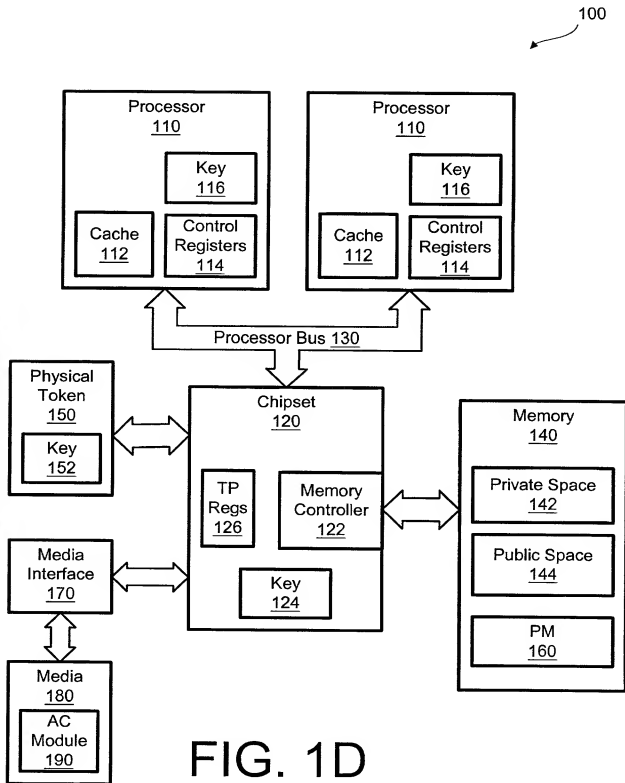 100
Processor
110
Key
116
Cache
112
Control
Registers
114
Processor
110
Key
116
Cache
112
Control
Registers
114
Processor Bus 130
Physical
Token
150
Key
152
Chipset
120
TP
Regs
126
Memory
Controller
122
Key
124
Memory
140
Private Space
142
Public Space
144
PM
160
Media
Interface
170
Media
180
AC
Module
190
FIG. 1D